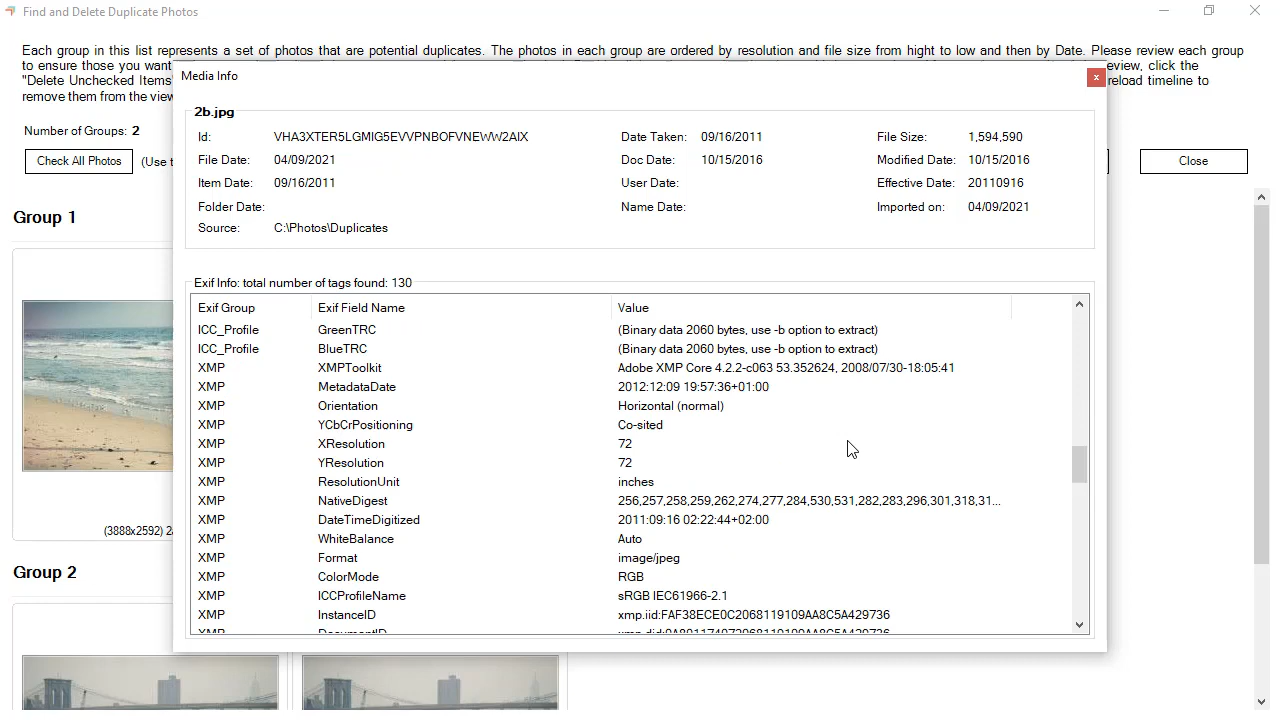 Find and Delete Duplicate Photos
Each group in this list represents a set of photos that are potential duplicates. The photos in each group are ordered by resolution and file size from hight to low and then by Date. Please review each group
to ensure those you want
eview, click the
"Delete Unchecked Items"
reload timeline to
remove them from the view
Number of Groups: 2
Check All Photos
(Use t
Close
Group 1
(3888x2592)
Group 2
Media Info
x
2b.jpg
Id: VHA3XTER5LGMIG5EVVPNBOFVNEWW2AIX Date Taken: 09/16/2011 File Size: 1,594,590
File Date: 04/09/2021 Doc Date: 10/15/2016 Modified Date: 10/15/2016
Item Date: 09/16/2011 User Date: Effective Date: 20110916
Folder Date: Name Date: Imported on: 04/09/2021
Source: C:\Photos\Duplicates
Exif Info: total number of tags found: 130
Exif Group Exif Field Name Value
ICC_Profile GreenTRC (Binary data 2060 bytes, use -b option to extract)
ICC_Profile BlueTRC (Binary data 2060 bytes, use -b option to extract)
XMP XMPToolkit Adobe XMP Core 4.2.2-c063 53.352624, 2008/07/30-18:05:41
XMP MetadataDate 2012:12:09 19:57:36+01:00
XMP Orientation Horizontal (normal)
XMP YCbCrPositioning Co-sited
XMP XResolution 72
XMP YResolution 72
XMP ResolutionUnit inches
XMP NativeDigest 256,257,258,259,262,274,277,284,530,531,282,283,296,301,318,31...
XMP DateTimeDigitized 2011:09:16 02:22:44+02:00
XMP WhiteBalance Auto
XMP Format image/jpeg
XMP ColorMode RGB
XMP ICCProfileName sRGB IEC61966-2.1
XMP InstanceID xmp.iid:FAF38ECE0C2068119109AA8C5A429736
XMP DocumentID